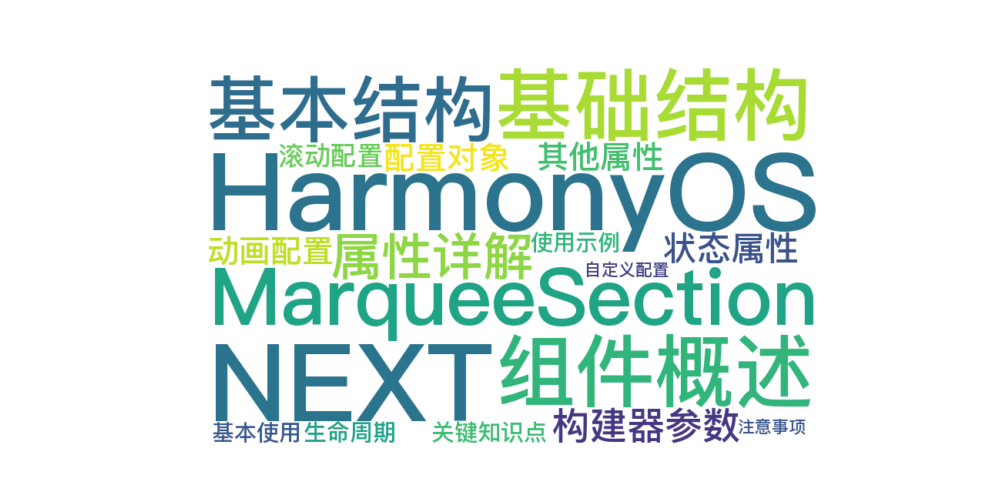 基本结构 基础结构
滚动配置 配置对象 其他属性
HarmonyOS
动画配置 属性详解 使用示例 状态属性
自定义配置
MarqueeSection
NEXT 组件概述
基本使用 生命周期 关键知识点 构建器参数 注意事项